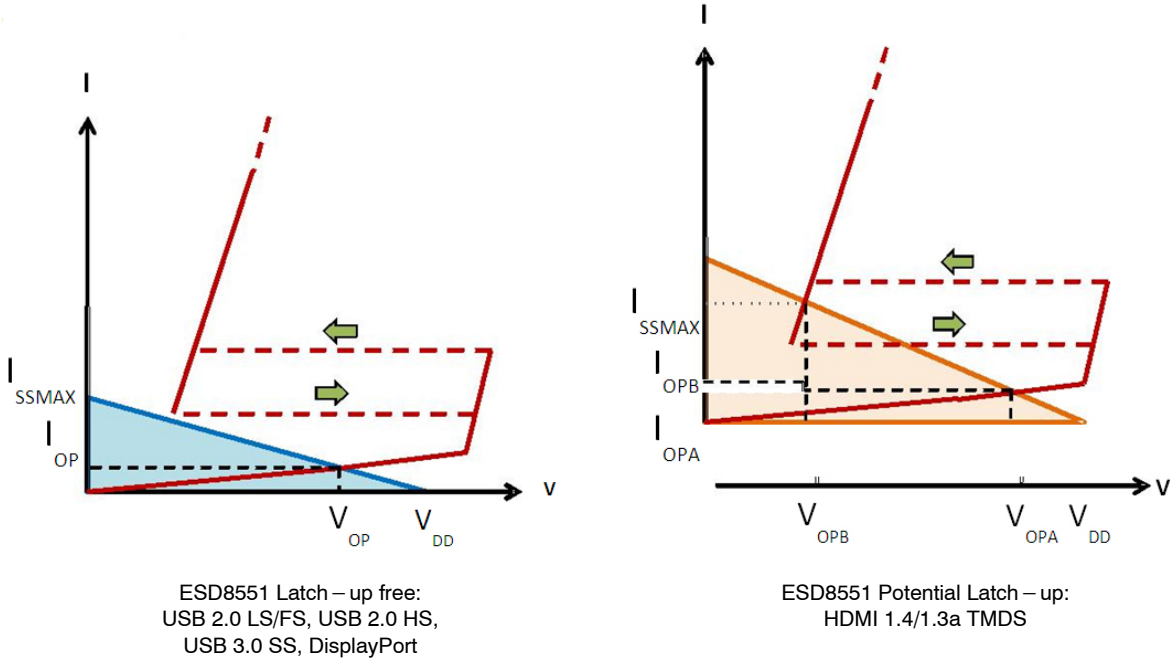 I
I
SSMAX
I
OP
V
V
OP
V
DD
ESD8551 Latch – up free:
USB 2.0 LS/FS, USB 2.0 HS,
USB 3.0 SS, DisplayPort
I
I
SSMAX
I
OPB
I
OPA
V
V
OPB
V
OPA
V
DD
ESD8551 Potential Latch – up:
HDMI 1.4/1.3a TMDS